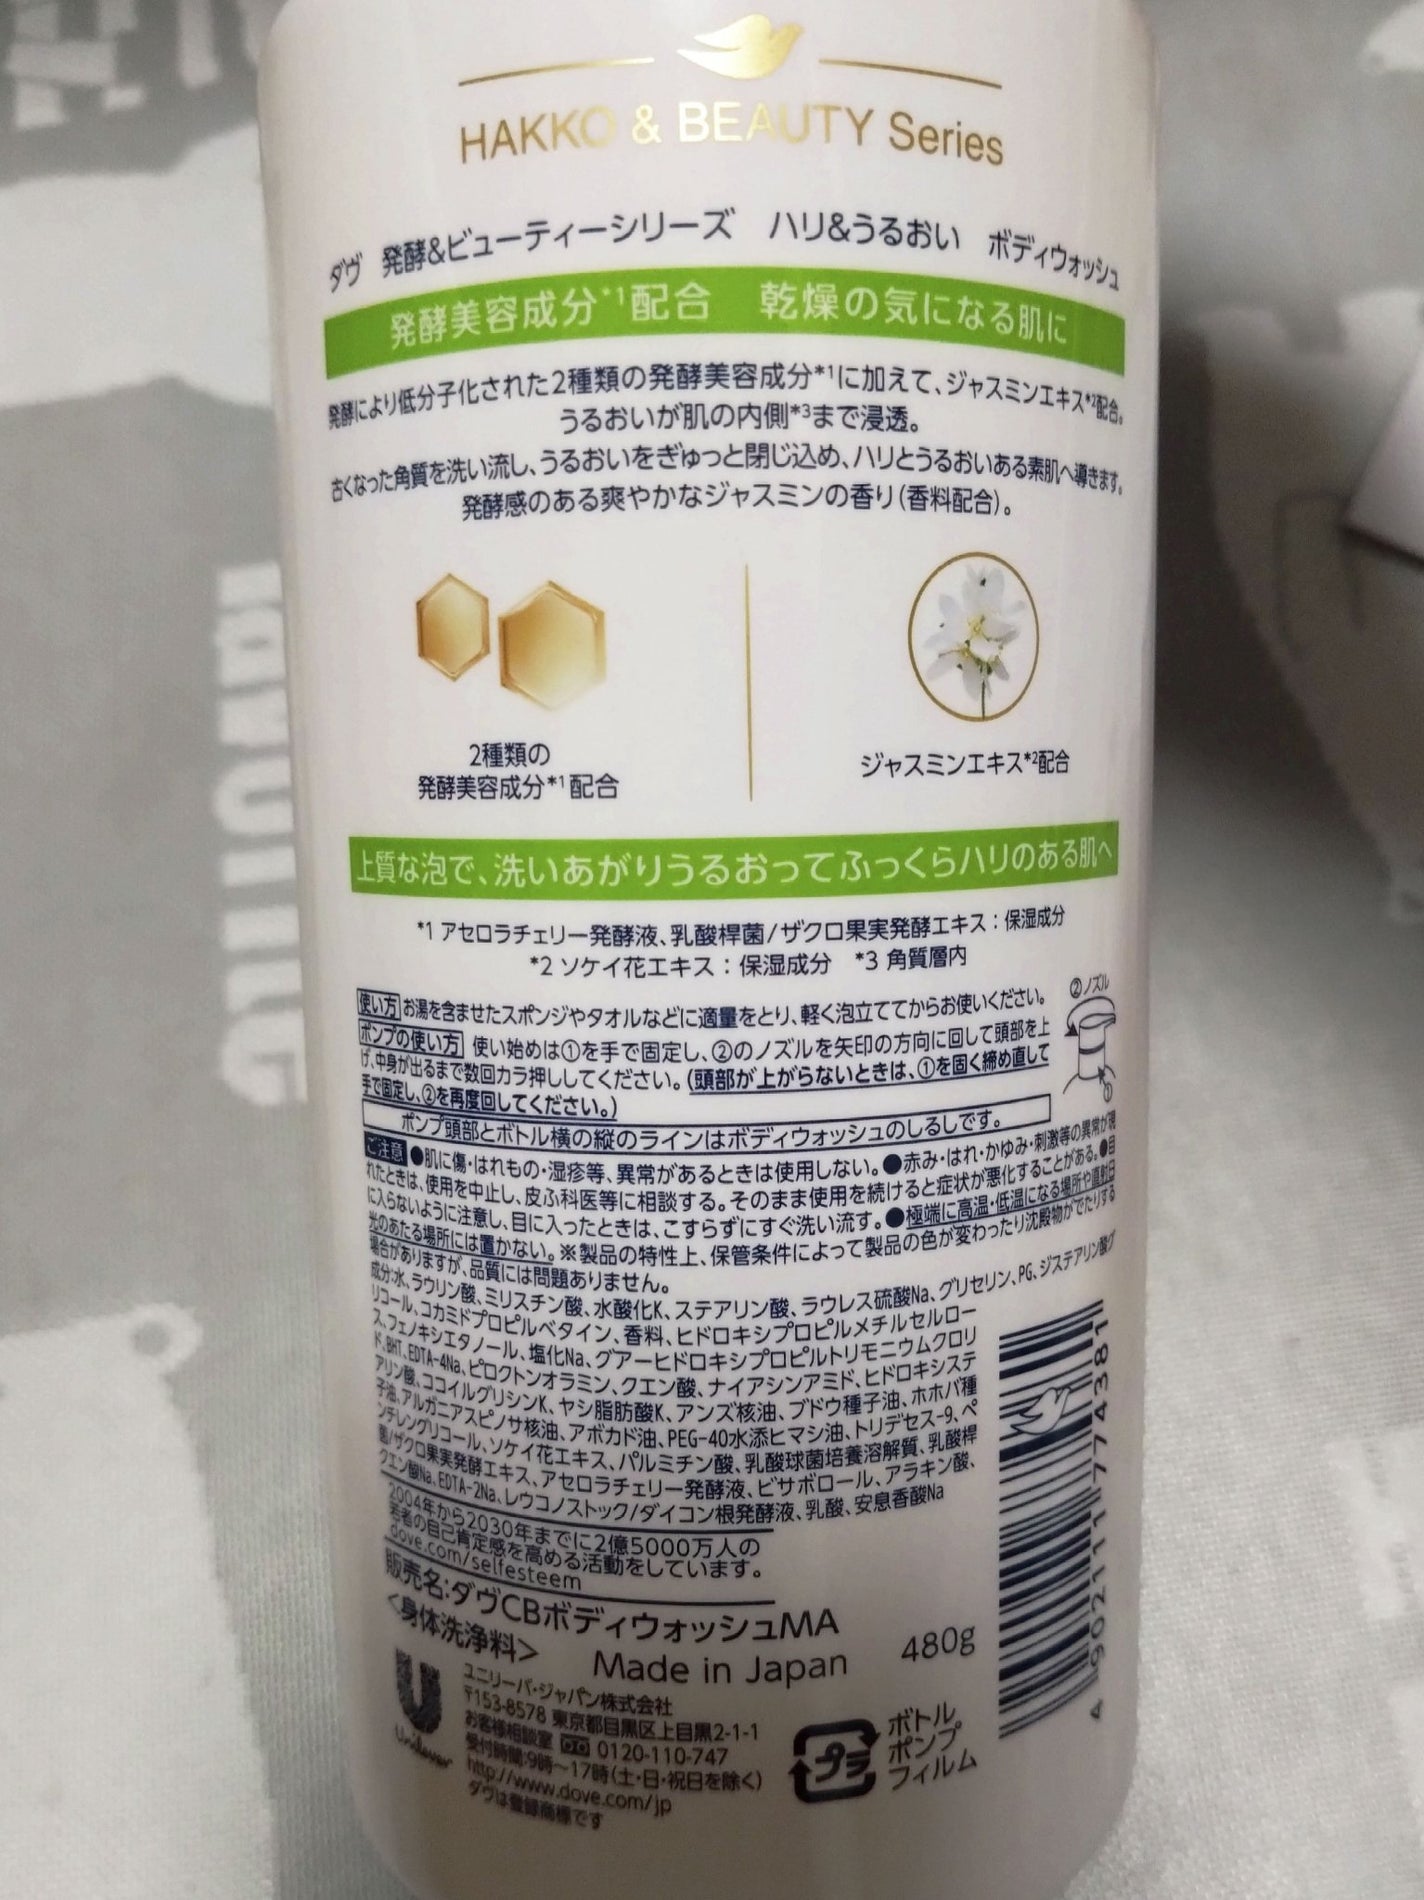 HAKKO & BEAUTY Series
ダヴ 発酵&ビューティーシリーズ ハリ&うるおい ボディウォッシュ
発酵美容成分*1配合 乾燥の気になる肌に
発酵により低分子化された2種類の発酵美容成分*1に加えて、ジャスミンエキス*2配合。
うるおいが肌の内側*3まで浸透。
古くなった角質を洗い流し、うるおいをぎゅっと閉じ込め、ハリとうるおいある素肌へ導きます。
発酵感のある爽やかなジャスミンの香り(香料配合)。
2種類の
発酵美容成分*1配合
ジャスミンエキス*2配合
上質な泡で、洗いあがりうるおってふっくらハリのある肌へ
*1 アセロラチェリー発酵液、乳酸桿菌/ザクロ果実発酵エキス:保湿成分
*2 ソケイ花エキス:保湿成分 *3 角質層内
使い方 お湯を含ませたスポンジやタオルなどに適量をとり、軽く泡立ててからお使いください。
②ノズル
ポンプの使い方 使い始めは①を手で固定し、②のノズルを矢印の方向に回して頭部を上
げ、中身が出るまで数回カラ押ししてください。(頭部が上がらないときは、①を固く締め直して
手で固定し、②を再度回してください。)
①
ポンプ頭部とボトル横の縦のラインはボディウォッシュのしるしです。
ご注意 ●肌に傷・はれもの・湿疹等、異常があるときは使用しない。●赤み・はれ・かゆみ・刺激等の異常が現
れたときは、使用を中止し、皮ふ科医等に相談する。そのまま使用を続けると症状が悪化することがある。●目
に入らないように注意し、目に入ったときは、こすらずにすぐ洗い流す。●極端に高温・低温になる場所や直射日
光のあたる場所には置かない。※製品の特性上、保管条件によって製品の色が変わったり沈殿物がでたりする
場合がありますが、品質には問題ありません。
成分:水、ラウリン酸、ミリスチン酸、水酸化K、ステアリン酸、ラウレス硫酸Na、グリセリン、PG、ジステアリン酸グ
リコール、コカミドプロピルベタイン、香料、ヒドロキシプロピルメチルセルロー
ス、フェノキシエタノール、塩化Na、グアーヒドロキシプロピルトリモニウムクロリ
ド、BHT、EDTA-4Na、ピロクトンオラミン、クエン酸、ナイアシンアミド、ヒドロキシステ
アリン酸、ココイルグリシンK、ヤシ脂肪酸K、アンズ核油、ブドウ種子油、ホホバ種
子油、アルガニアスピノサ核油、アボカド油、PEG-40水添ヒマシ油、トリデセス-9、ペ
ンチレングリコール、ソケイ花エキス、パルミチン酸、乳酸球菌培養溶解質、乳酸桿
菌/ザクロ果実発酵エキス、アセロラチェリー発酵液、ビサボロール、アラキン酸、
クエン酸Na、EDTA-2Na、レウコノストック/ダイコン根発酵液、乳酸、安息香酸Na
2004年から2030年までに2億5000万人の
若者の自己肯定感を高める活動をしています。
dove.com/selfesteem
販売名:ダヴCBボディウォッシュMA
<身体洗浄料>
Made in Japan
480g
4 902111 774381
Unilever
ユニリーバ・ジャパン株式会社
〒153-8578 東京都目黒区上目黒2-1-1
お客様相談室 0120-110-747
受付時間:9時~17時(土・日・祝日を除く)
http://www.dove.com/jp
ダヴは登録商標です
プラ
ボトル
ポンプ
フィルム